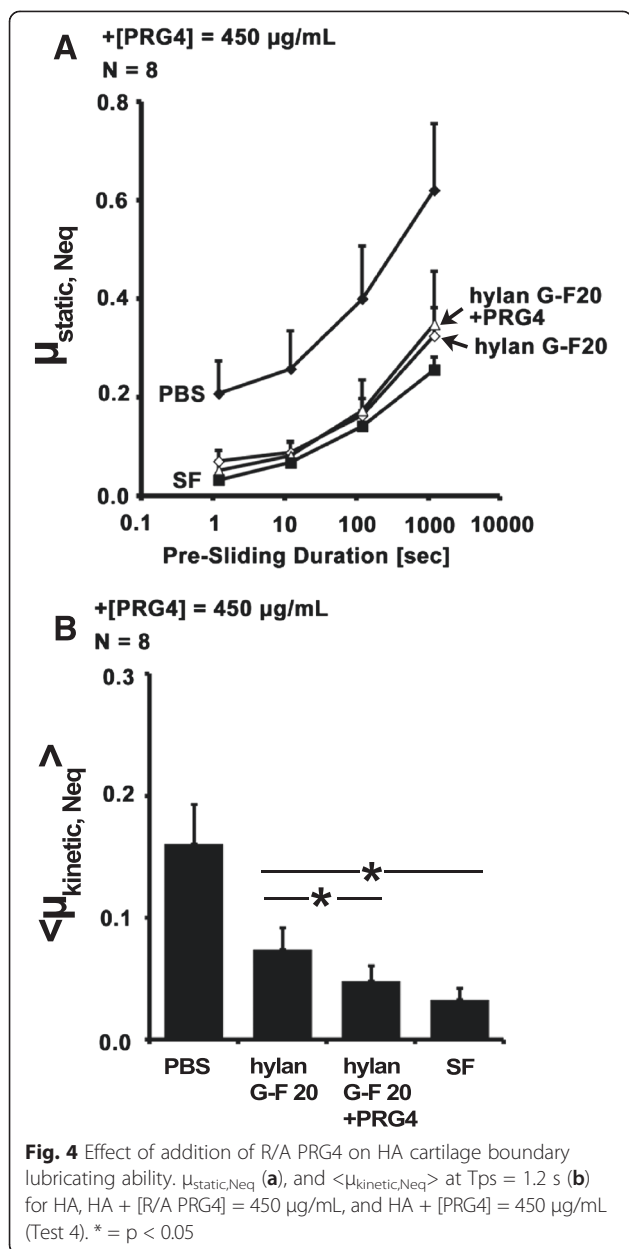 A
+[PRG4] = 450 µg/mL
N = 8
0.8
0.6
0.4
0.2
0.0
µstatic, Neq
PBS
SF
hylan G-F20
+PRG4
hylan G-F20
0.1
1
10
100
1000
10000
Pre-Sliding Duration [sec]
B
+[PRG4] = 450 µg/mL
N = 8
0.3
0.2
0.1
0.0
<µkinetic, Neq>
*
*
PBS
hylan
G-F 20
hylan
G-F 20
+PRG4
SF
Fig. 4 Effect of addition of R/A PRG4 on HA cartilage boundary
lubricating ability. µstatic,Neq (a), and <µkinetic,Neq> at Tps = 1.2 s (b)
for HA, HA + [R/A PRG4] = 450 µg/mL, and HA + [PRG4] = 450 µg/mL
(Test 4). * = p < 0.05